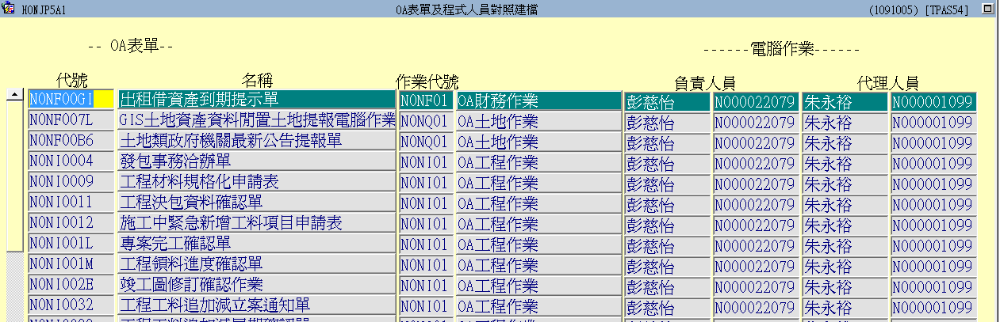 HONJP5A1 OA表單及程式人員對照建檔 (1091005) [TPAS54]
-- OA表單-- ------電腦作業------
代號 名稱 作業代號 負責人員 代理人員
NONF00GI 出租借資產到期提示單 NONF01 OA財務作業 彭慈怡 N000022079 朱永裕 N000001099
NONF007L GIS土地資產資料閒置土地提報電腦作業 NONQ01 OA土地作業 彭慈怡 N000022079 朱永裕 N000001099
NONF00B6 土地類政府機關最新公告提報單 NONQ01 OA土地作業 彭慈怡 N000022079 朱永裕 N000001099
NONI0004 發包事務洽辦單 NONI01 OA工程作業 彭慈怡 N000022079 朱永裕 N000001099
NONI0009 工程材料規格化申請表 NONI01 OA工程作業 彭慈怡 N000022079 朱永裕 N000001099
NONI0011 工程決包資料確認單 NONI01 OA工程作業 彭慈怡 N000022079 朱永裕 N000001099
NONI0012 施工中緊急新增工料項目申請表 NONI01 OA工程作業 彭慈怡 N000022079 朱永裕 N000001099
NONI001L 專案完工確認單 NONI01 OA工程作業 彭慈怡 N000022079 朱永裕 N000001099
NONI001M 工程領料進度確認單 NONI01 OA工程作業 彭慈怡 N000022079 朱永裕 N000001099
NONI002E 竣工圖修訂確認作業 NONI01 OA工程作業 彭慈怡 N000022079 朱永裕 N000001099
NONI0032 工程工料追加減立案通知單 NONI01 OA工程作業 彭慈怡 N000022079 朱永裕 N000001099